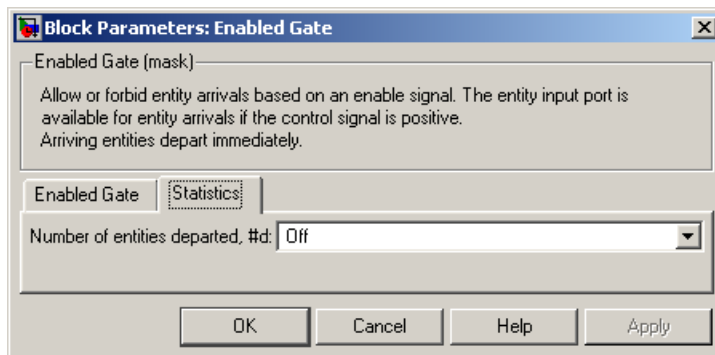 Block Parameters: Enabled Gate
Enabled Gate (mask)
Allow or forbid entity arrivals based on an enable signal. The entity input port is
available for entity arrivals if the control signal is positive.
Arriving entities depart immediately.
Enabled Gate
Statistics
Number of entities departed, #d: Off
OK Cancel Help Apply